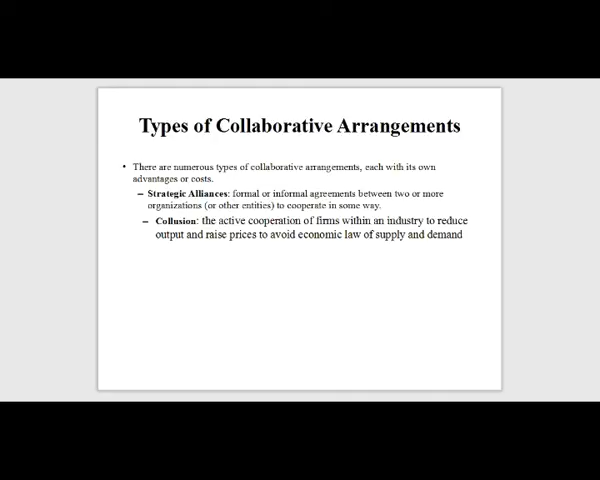 Types of Collaborative Arrangements
• There are numerous types of collaborative arrangements, each with its own
advantages or costs.
– Strategic Alliances: formal or informal agreements between two or more
organizations (or other entities) to cooperate in some way.
– Collusion: the active cooperation of firms within an industry to reduce
output and raise prices to avoid economic law of supply and demand